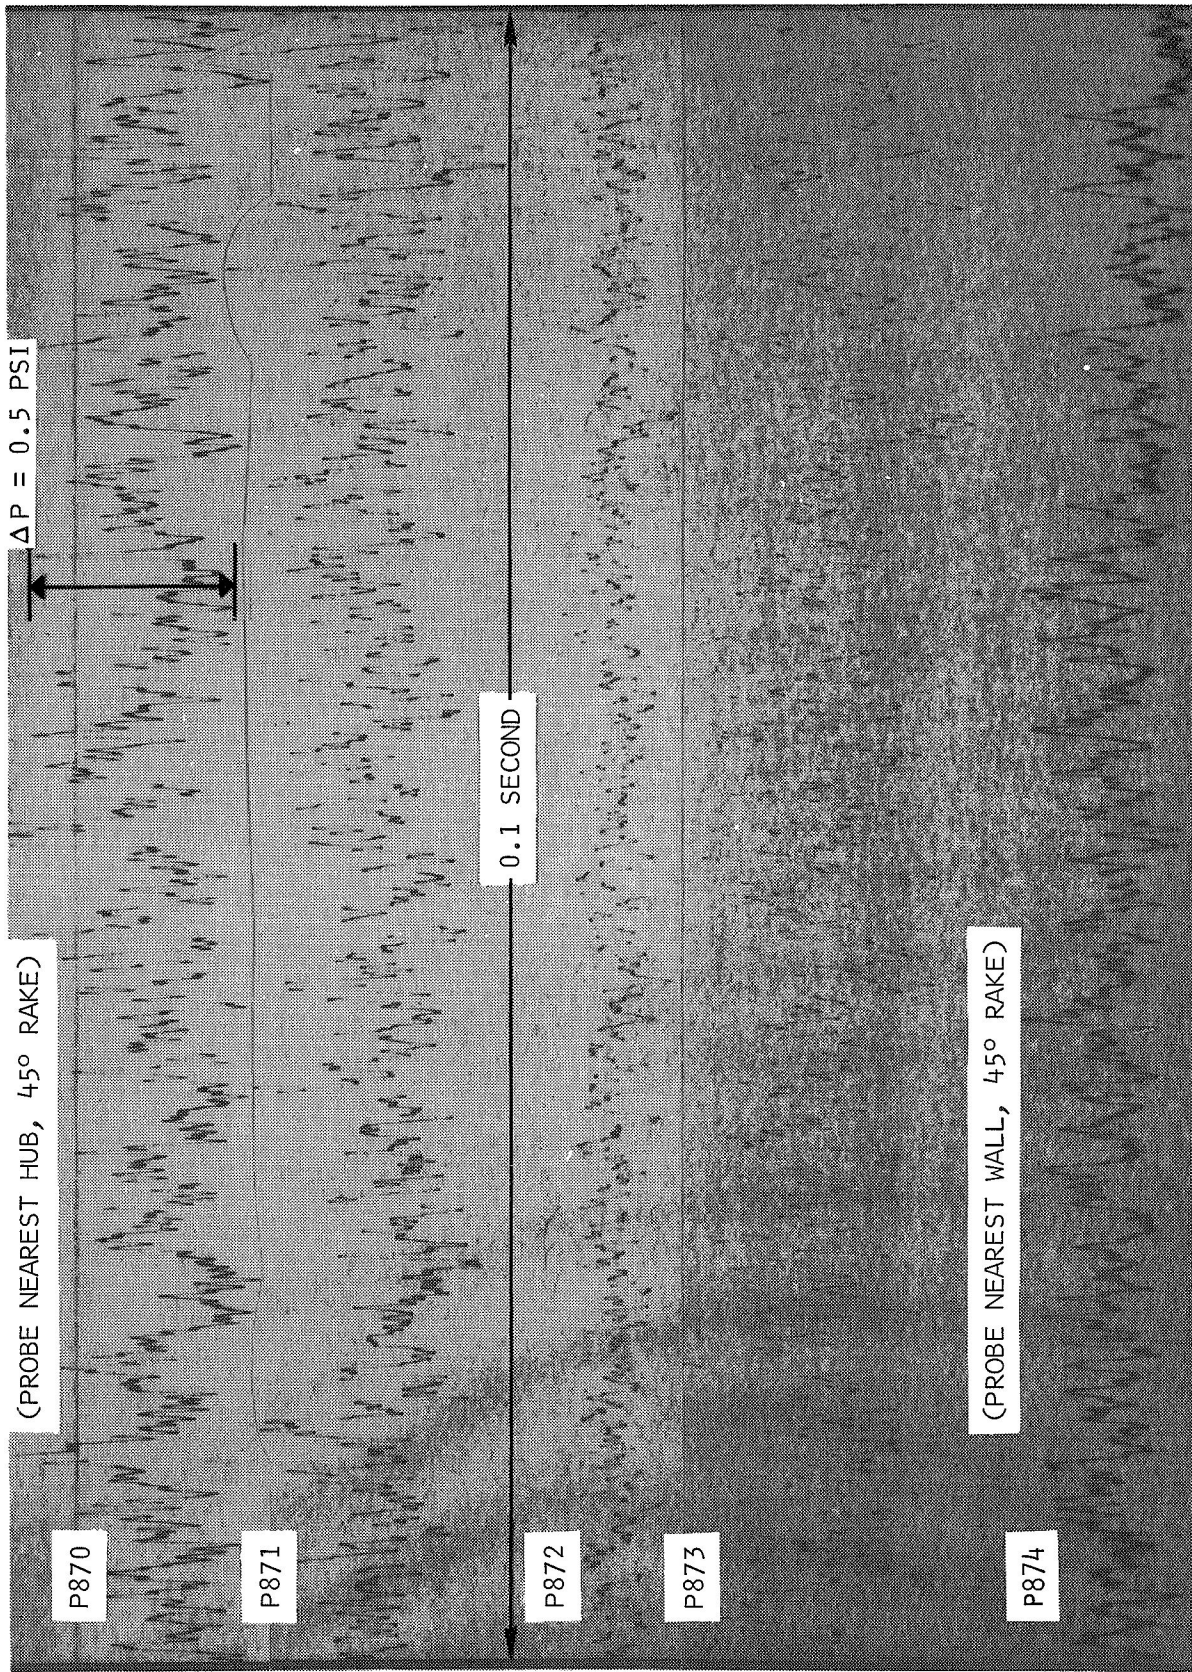 ΔP = 0.5 PSI
(PROBE NEAREST HUB, 45° RAKE)
P870
P871
0.1 SECOND
P872
P873
(PROBE NEAREST WALL, 45° RAKE)
P874